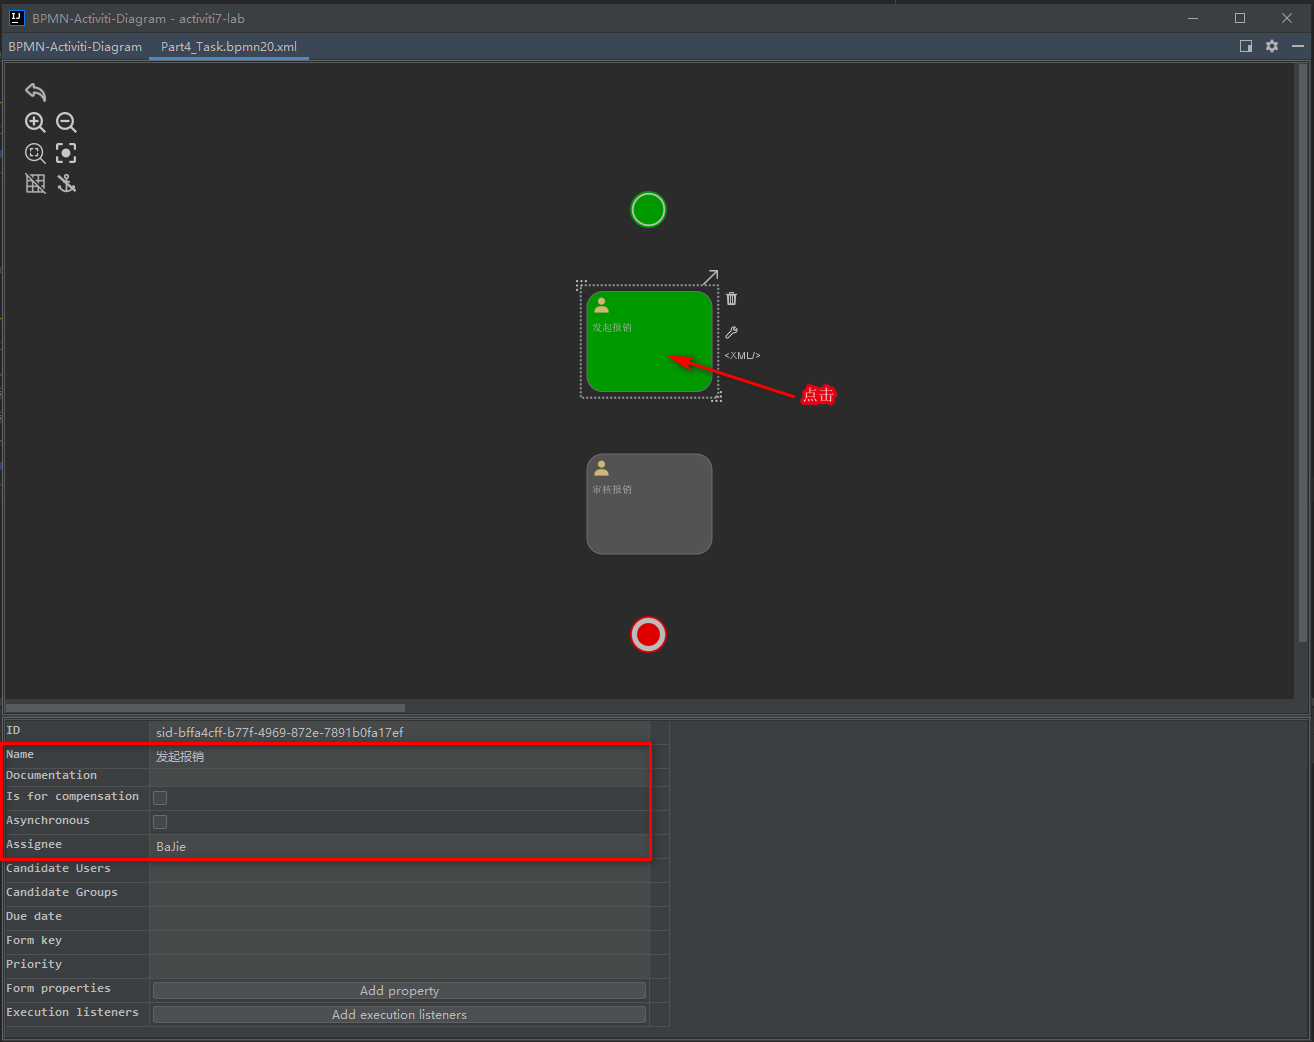 BPMN-Activiti-Diagram - activiti7-lab
BPMN-Activiti-Diagram Part4_Task.bpmn20.xml
发起报销
<XML/>
点击
审核报销
ID sid-bffa4cff-b77f-4969-872e-7891b0fa17ef
Name 发起报销
Documentation
Is for compensation
Asynchronous
Assignee BaJie
Candidate Users
Candidate Groups
Due date
Form key
Priority
Form properties Add property
Execution listeners Add execution listeners